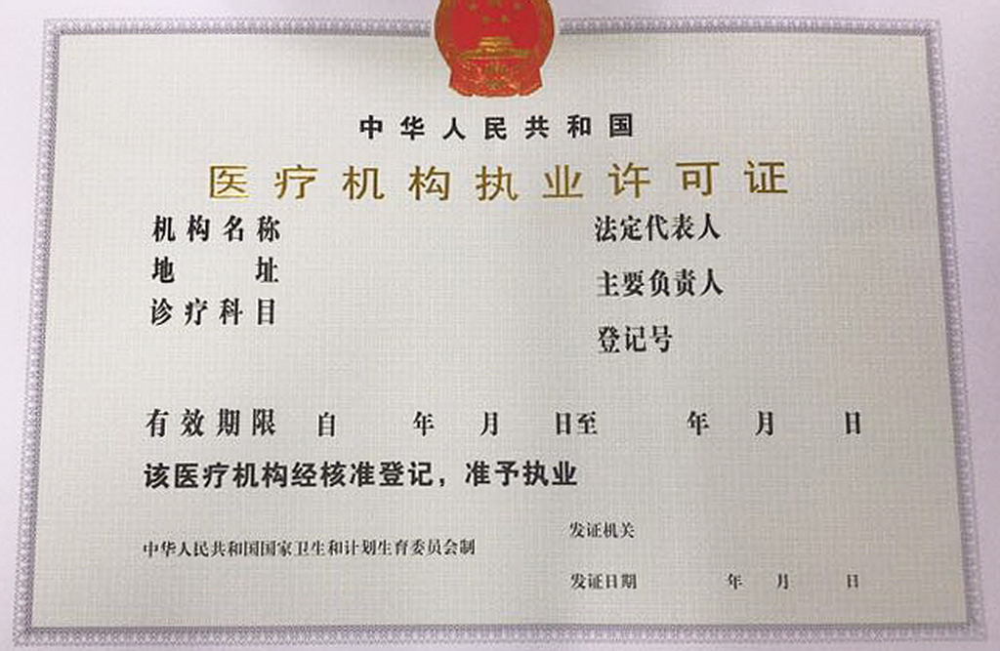 中华人民共和国
医疗机构执业许可证
机构名称
法定代表人
地 址
主要负责人
诊疗科目
登记号
有效期限 自 年 月 日至 年 月 日
该医疗机构经核准登记，准予执业
中华人民共和国国家卫生和计划生育委员会制
发证机关
发证日期 年 月 日